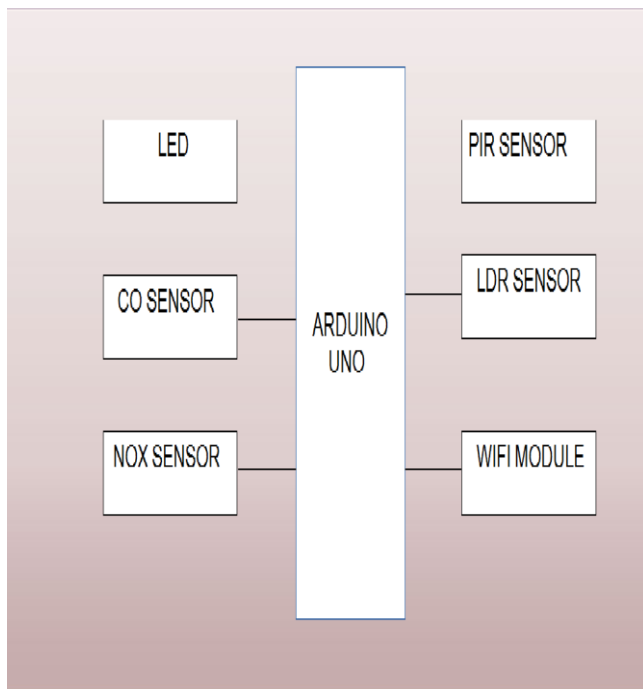 LED
PIR SENSOR
CO SENSOR
LDR SENSOR
ARDUINO
UNO
NOX SENSOR
WIFI MODULE